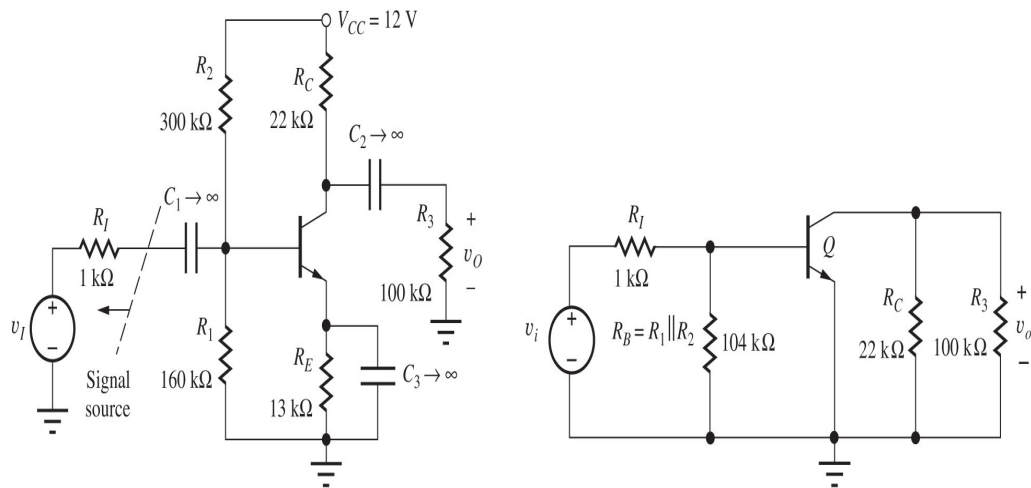 V_CC = 12 V
R_2
300 kΩ
R_C
22 kΩ
C_2 → ∞
C_1 → ∞
R_I
1 kΩ
R_3
100 kΩ
+
v_O
−
+
v_I
−
Signal
source
R_1
160 kΩ
R_E
13 kΩ
C_3 → ∞
R_I
1 kΩ
Q
+
v_i
−
R_B = R_1 || R_2
104 kΩ
R_C
22 kΩ
R_3
100 kΩ
+
v_o
−